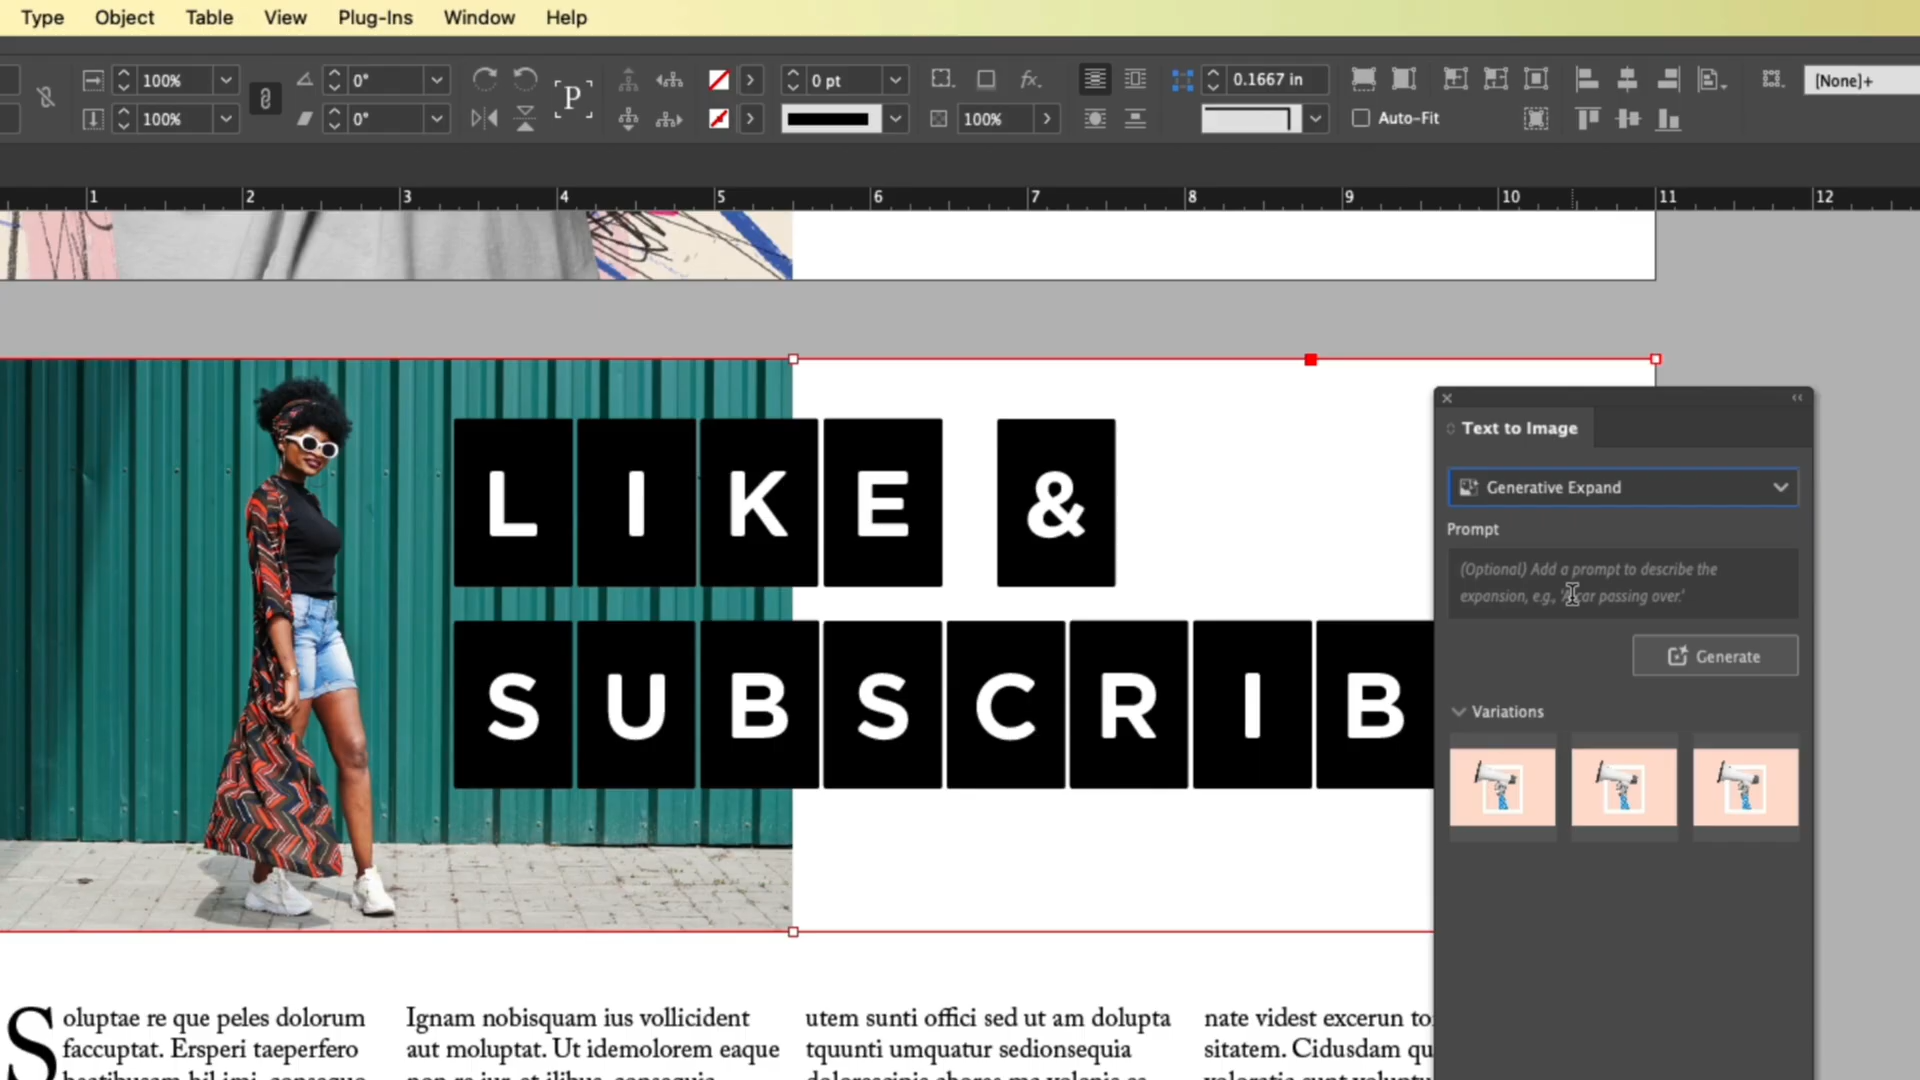 Type Object Table View Plug-Ins Window Help
100% 0° P 0 pt fx. 0.1667 in [None]+
100% 0° 100% Auto-Fit
1 2 3 4 5 6 7 8 9 10 11 12
LIKE &
SUBSCRIB
Text to Image
Generative Expand
Prompt
(Optional) Add a prompt to describe the
expansion, e.g., 'A car passing over.'
Generate
Variations
Soluptae re que peles dolorum
faccuptat. Ersperi taeperfero
Ignam nobisquam ius vollicident
aut moluptat. Ut idemolorem eaque
utem sunti offici sed ut am dolupta
tquunti umquatur sedionsequia
nate videst excerun to
sitatem. Cidusdam qu